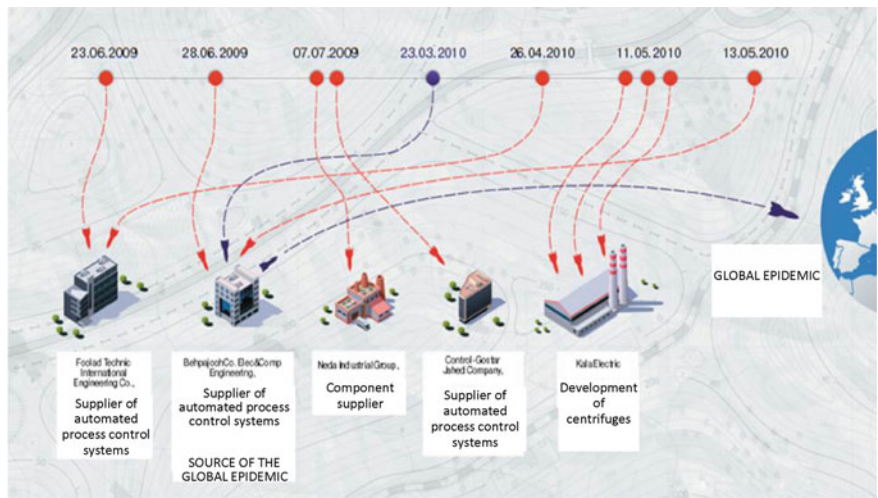 23.06.2009 28.06.2009 07.07.2009 23.03.2010 26.04.2010 11.05.2010 13.05.2010
GLOBAL EPIDEMIC
Foolad Technic
International
Engineering Co.,
Supplier of
automated
process control
systems
Behpajooh Co. Elec&Comp
Engineering,
Supplier of
automated process
control systems
SOURCE OF THE
GLOBAL EPIDEMIC
Neda Industrial Group,
Component
supplier
Control-Gostar
Jahed Company,
Supplier of
automated
process control
systems
Kala Electric
Development
of
centrifuges